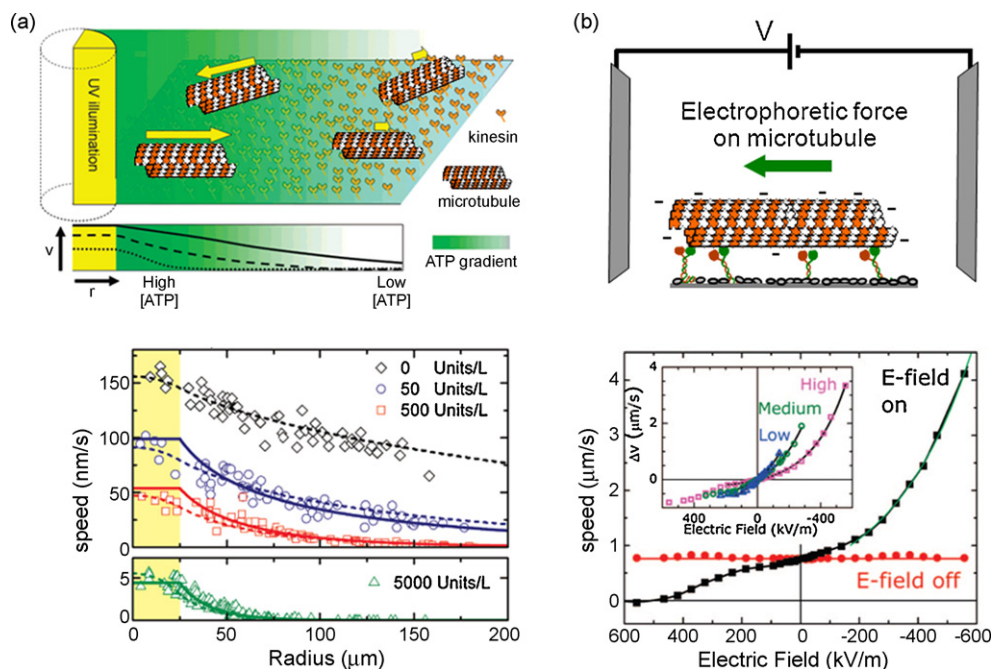 (a)
UV illumination
kinesin
microtubule
v
r
High
[ATP]
Low
[ATP]
ATP gradient
0 Units/L
50 Units/L
500 Units/L
150
100
50
0
speed (nm/s)
5
0
5000 Units/L
0 50 100 150 200
Radius (μm)
(b)
V
Electrophoretic force
on microtubule
4
3
2
1
0
speed (μm/s)
High
Medium
Low
4
2
0
Δv (μm/s)
400 0 -400
Electric Field (kV/m)
E-field
on
E-field off
600 400 200 0 -200 -400 -600
Electric Field (kV/m)